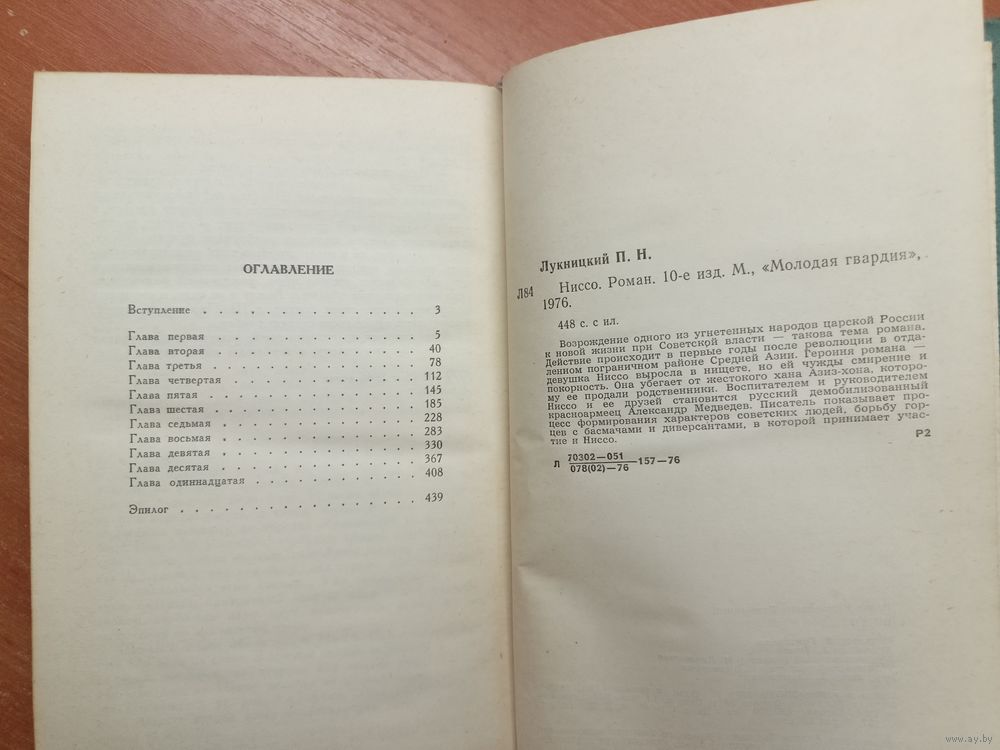 ОГЛАВЛЕНИЕ
Вступление . . . . . . . . . . . . . . . 3
Глава первая . . . . . . . . . . . . . . 5
Глава вторая . . . . . . . . . . . . . . 40
Глава третья . . . . . . . . . . . . . . 78
Глава четвертая . . . . . . . . . . . . . 112
Глава пятая . . . . . . . . . . . . . . 145
Глава шестая . . . . . . . . . . . . . . 185
Глава седьмая . . . . . . . . . . . . . 228
Глава восьмая . . . . . . . . . . . . . 283
Глава девятая . . . . . . . . . . . . . 330
Глава десятая . . . . . . . . . . . . . 367
Глава одиннадцатая . . . . . . . . . . . 408
Эпилог . . . . . . . . . . . . . . . . 439
Лукницкий П. Н.
Л84 Ниссо. Роман. 10-е изд. М., «Молодая гвардия»,
1976.
448 с. с ил.
Возрождение одного из угнетенных народов царской России
к новой жизни при Советской власти — такова тема романа.
Действие происходит в первые годы после революции в отда-
ленном пограничном районе Средней Азии. Героиня романа —
девушка Ниссо выросла в нищете, но ей чужды смирение и
покорность. Она убегает от жестокого хана Азиз-хона, которо-
му ее продали родственники. Воспитателем и руководителем
Ниссо и ее друзей становится русский демобилизованный
красноармеец Александр Медведев. Писатель показывает про-
цесс формирования характеров советских людей, борьбу гор-
цев с басмачами и диверсантами, в которой принимает учас-
тие и Ниссо.
Р2
Л 70302—051
078(02)—76 157—76
www.ay.by